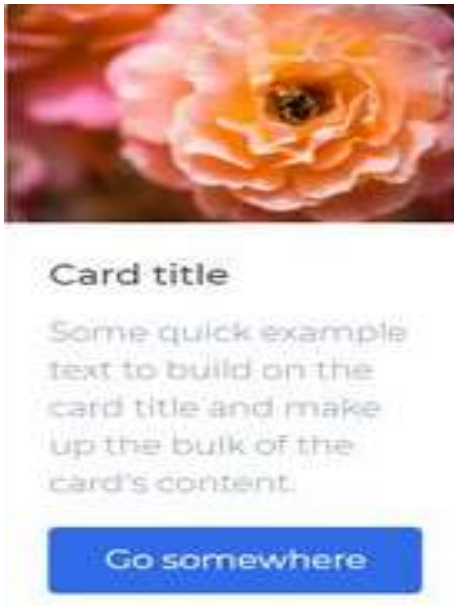 Card title
Some quick example
text to build on the
card title and make
up the bulk of the
card's content.
Go somewhere